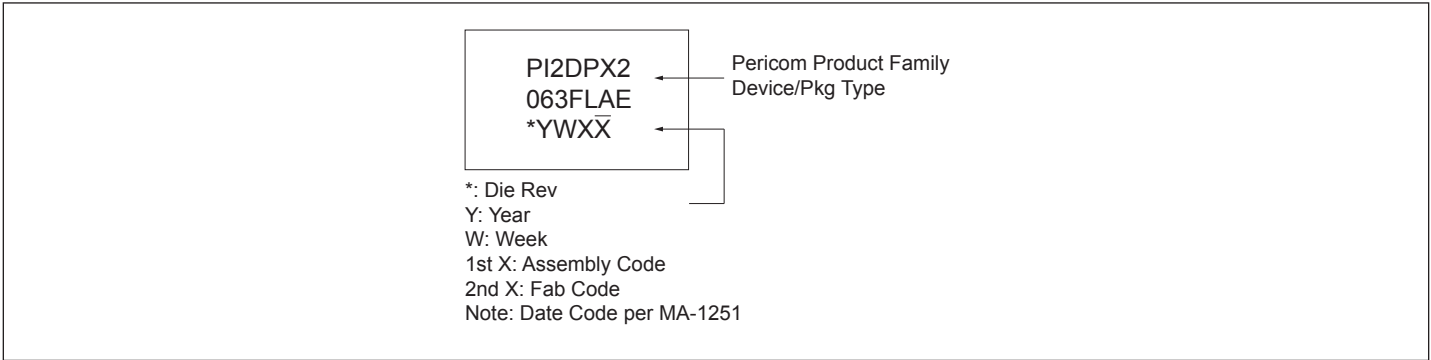 PI2DPX2
063FLAE
*YWXX̅
Pericom Product Family
Device/Pkg Type
*: Die Rev
Y: Year
W: Week
1st X: Assembly Code
2nd X: Fab Code
Note: Date Code per MA-1251